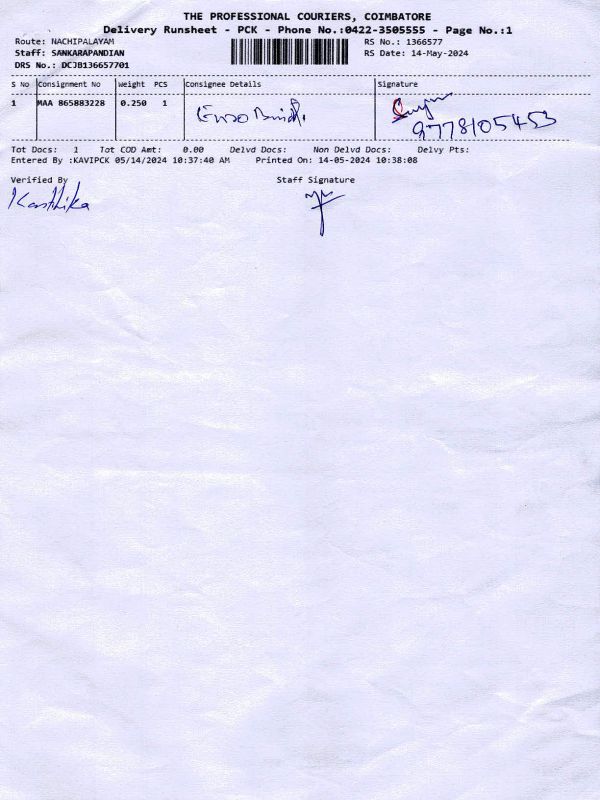 THE PROFESSIONAL COURIERS, COIMBATORE
Delivery Runsheet - PCK - Phone No.:0422-3505555 - Page No.:1
Route: NACHIPALAYAM RS No.: 1366577
Staff: SANKARAPANDIAN RS Date: 14-May-2024
DRS No.: DCJB136657701
S No Consignment No Weight PCS Consignee Details Signature
1 MAA 865883228 0.250 1
9778105453
Tot Docs: 1 Tot COD Amt: 0.00 Delvd Docs: Non Delvd Docs: Delvy Pts:
Entered By :KAVIPCK 05/14/2024 10:37:40 AM Printed On: 14-05-2024 10:38:08
Verified By Staff Signature
Karthika